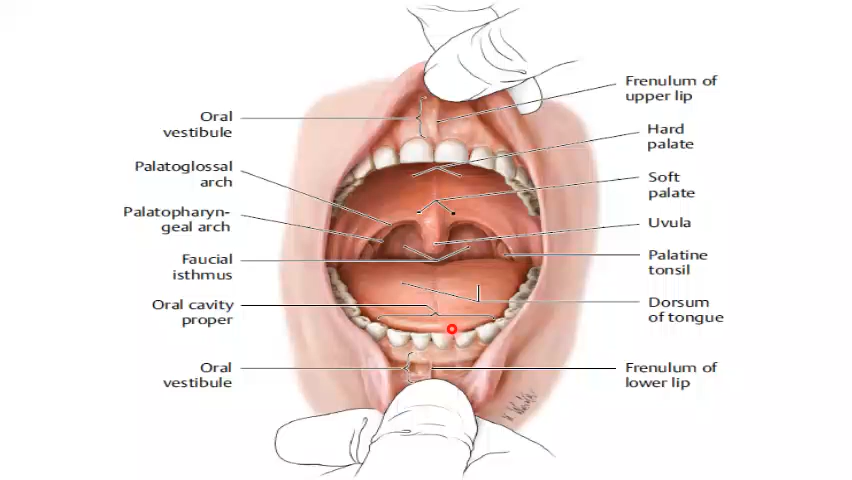 Oral
vestibule
Palatoglossal
arch
Palatopharyn-
geal arch
Faucial
isthmus
Oral cavity
proper
Oral
vestibule
Frenulum of
upper lip
Hard
palate
Soft
palate
Uvula
Palatine
tonsil
Dorsum
of tongue
Frenulum of
lower lip